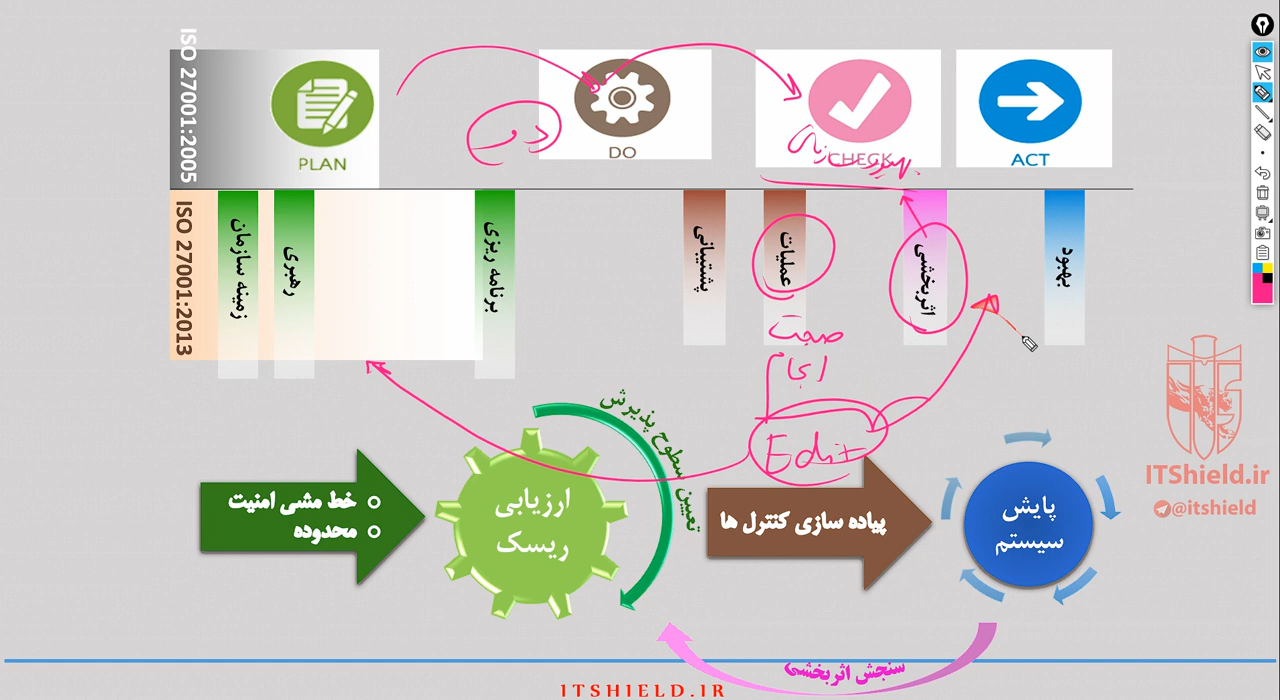 ISO 27001:2005
PLAN
DO
CHECK
ACT
ISO 27001:2013
زمینه سازمان
رهبری
برنامه ریزی
پشتیبانی
عملیات
اثربخشی
بهبود
صحت
انجام
Edit
خط مشی امنیت
محدوده
ارزیابی
ریسک
تعیین سطوح پذیرش
پیاده سازی کنترل ها
پایش
سیستم
سنجش اثربخشی
ITShield.ir
@itshield
ITSHIELD.IR